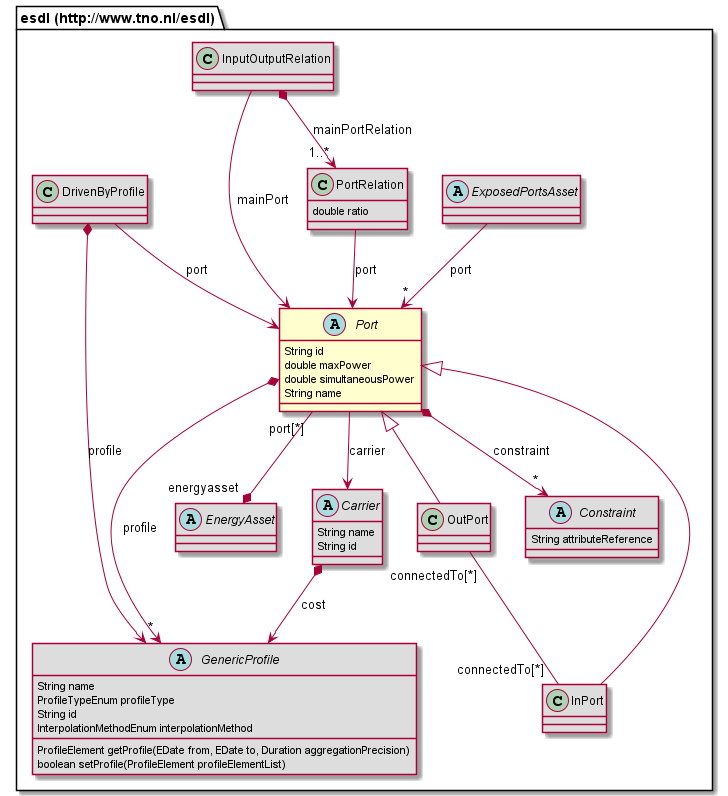 esdl (http://www.tno.nl/esdl)
C InputOutputRelation
mainPortRelation
1..*
C DrivenByProfile
C PortRelation
double ratio
A ExposedPortsAsset
mainPort
port
port
port
*
A Port
String id
double maxPower
double simultaneousPower
String name
port[*]
carrier
constraint
profile
energyasset
*
A EnergyAsset
A Carrier
String name
String id
C OutPort
A Constraint
String attributeReference
profile
connectedTo[*]
cost
*
connectedTo[*]
A GenericProfile
String name
ProfileTypeEnum profileType
String id
InterpolationMethodEnum interpolationMethod
ProfileElement getProfile(EDate from, EDate to, Duration aggregationPrecision)
boolean setProfile(ProfileElement profileElementList)
C InPort